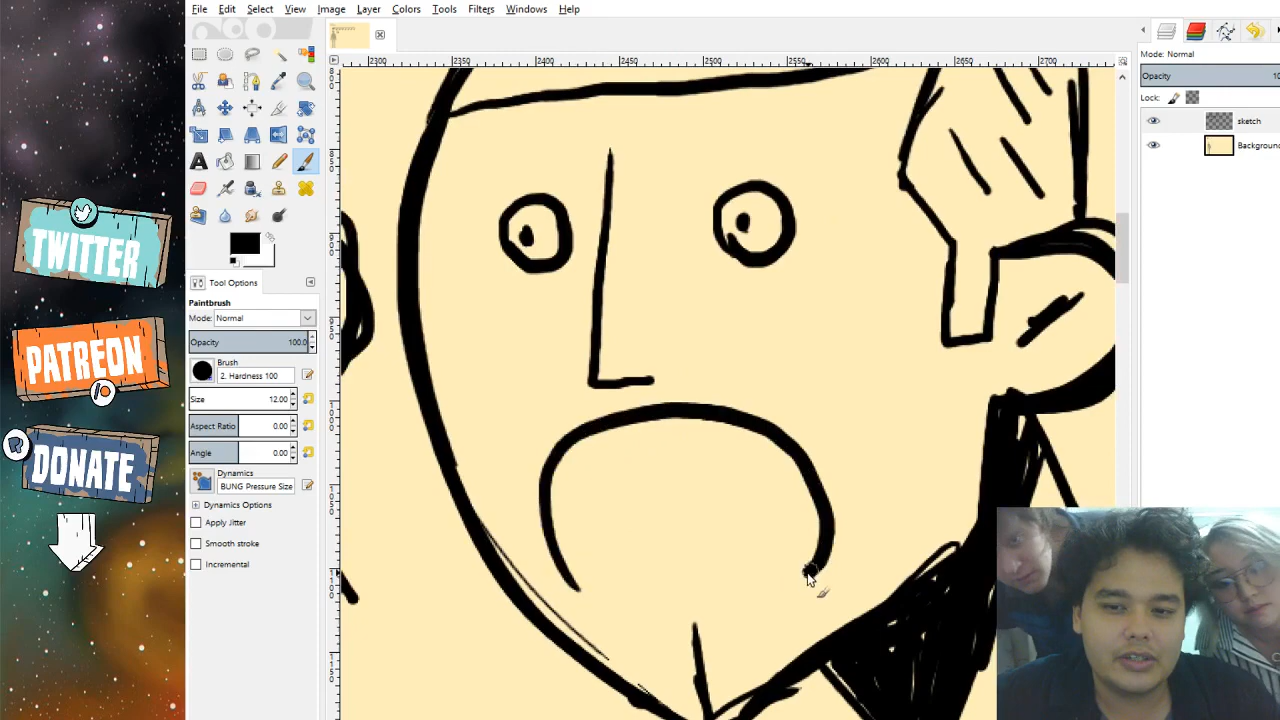 File Edit Select View Image Layer Colors Tools Filters Windows Help
2300 2350 2400 2450 2500 2550 2600 2650 2700
Mode: Normal
Opacity 10
Lock:
sketch
Backgroun
TWITTER
PATREON
DONATE
Tool Options
Paintbrush
Mode: Normal
Opacity 100.0
Brush
2. Hardness 100
Size 12.00
Aspect Ratio 0.00
Angle 0.00
Dynamics
BUNG Pressure Size
Dynamics Options
Apply Jitter
Smooth stroke
Incremental